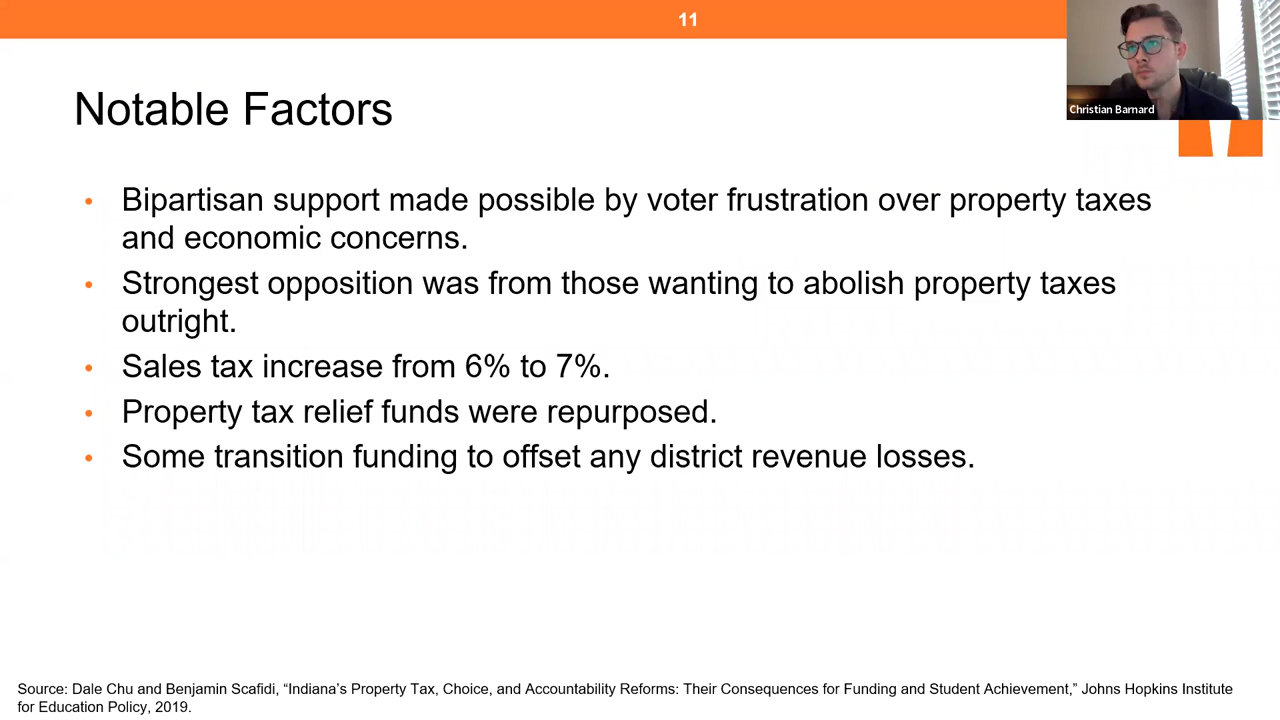 11
Christian Barnard
Notable Factors
• Bipartisan support made possible by voter frustration over property taxes
and economic concerns.
• Strongest opposition was from those wanting to abolish property taxes
outright.
• Sales tax increase from 6% to 7%.
• Property tax relief funds were repurposed.
• Some transition funding to offset any district revenue losses.
Source: Dale Chu and Benjamin Scafidi, “Indiana’s Property Tax, Choice, and Accountability Reforms: Their Consequences for Funding and Student Achievement,” Johns Hopkins Institute
for Education Policy, 2019.